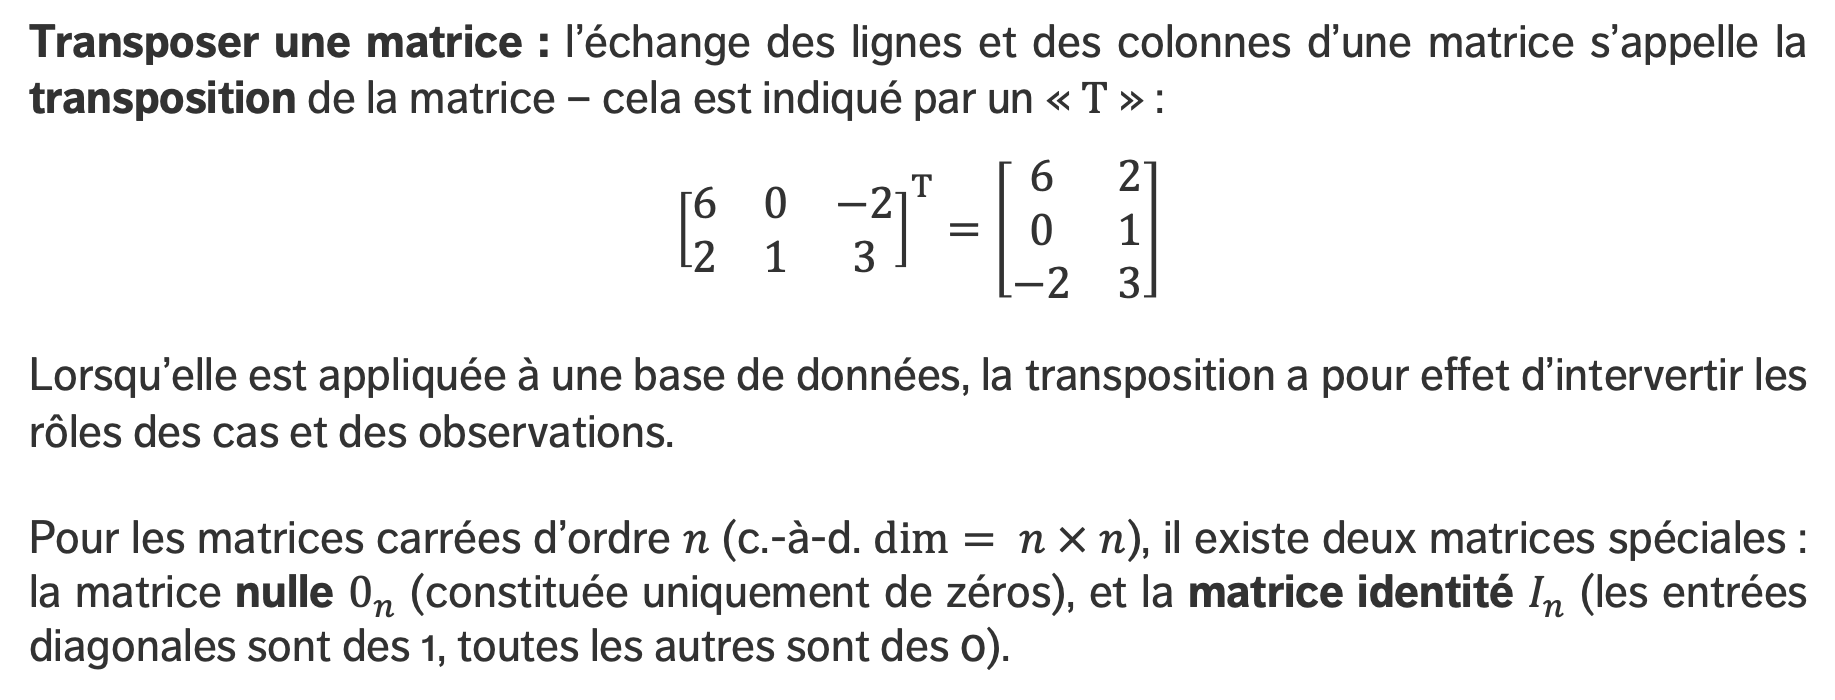 Transposer une matrice : l’échange des lignes et des colonnes d’une matrice s’appelle la
transposition de la matrice – cela est indiqué par un « T » :
[6 0 −2]T = [6 2]
[2 1 3] [0 1]
[−2 3]
Lorsqu’elle est appliquée à une base de données, la transposition a pour effet d’intervertir les
rôles des cas et des observations.
Pour les matrices carrées d’ordre n (c.-à-d. dim = n × n), il existe deux matrices spéciales :
la matrice nulle 0n (constituée uniquement de zéros), et la matrice identité In (les entrées
diagonales sont des 1, toutes les autres sont des 0).